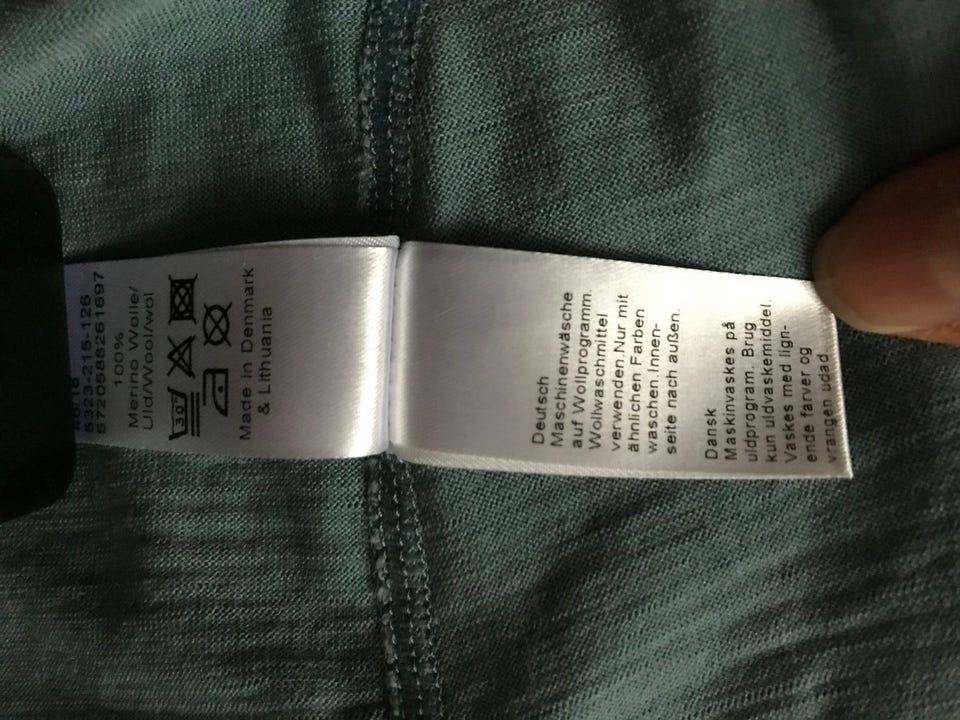 5323-215-126
5720588261697
100%
Merino Wolle/
Uld/Wool/wol
30°
Made in Denmark
& Lithuania
Deutsch
Maschinenwäsche
auf Wollprogramm.
Wollwaschmittel
verwenden.Nur mit
ähnlichen Farben
waschen.Innen-
seite nach außen.
Dansk
Maskinvaskes på
uldprogram. Brug
kun uldvaskemiddel.
Vaskes med lign-
ende farver og
vrangen udad.